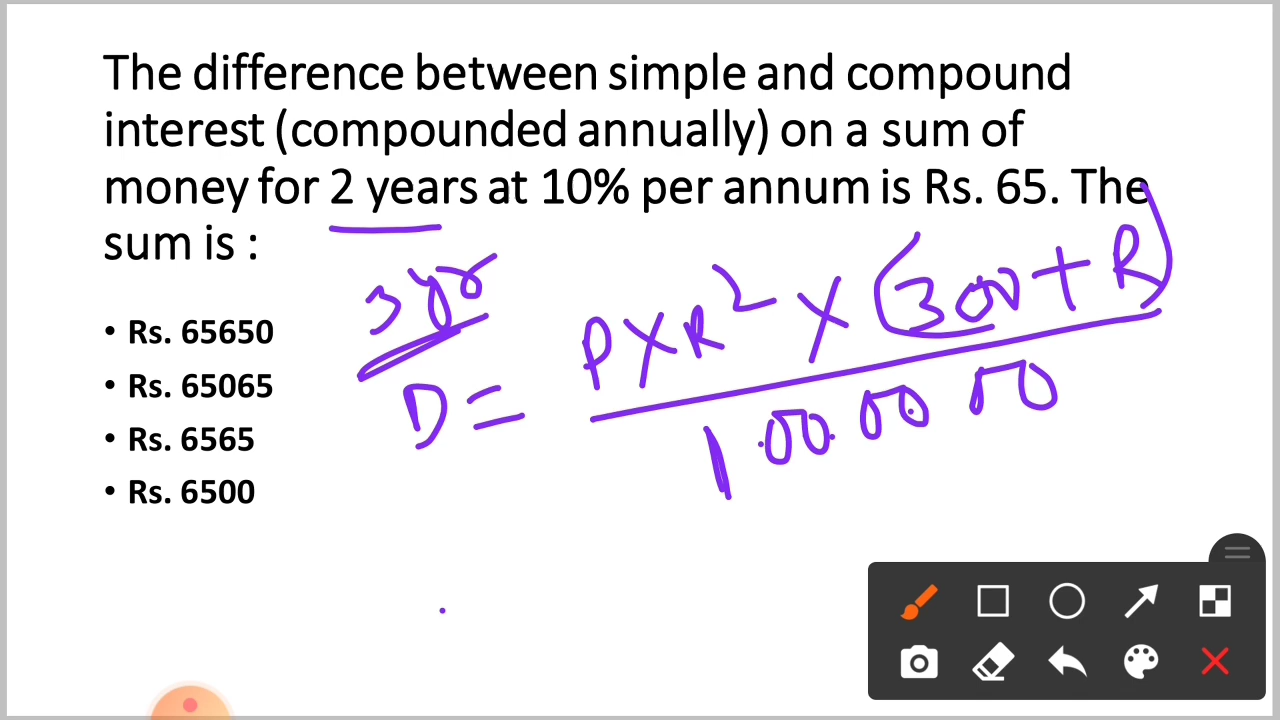 The difference between simple and compound
interest (compounded annually) on a sum of
money for 2 years at 10% per annum is Rs. 65. The
sum is :
3yr
D = P X R² X (300 + R)
1000000
• Rs. 65650
• Rs. 65065
• Rs. 6565
• Rs. 6500